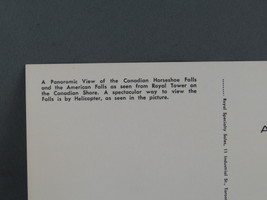 A Panoramic View of the Canadian Horseshoe Falls
and the American Falls as seen from Royal Tower on
the Canadian Shore. A spectacular way to view the
Falls is by Helicopter, as seen in the picture.
Royal Specialty Sales, 11 Industrial St.,
A